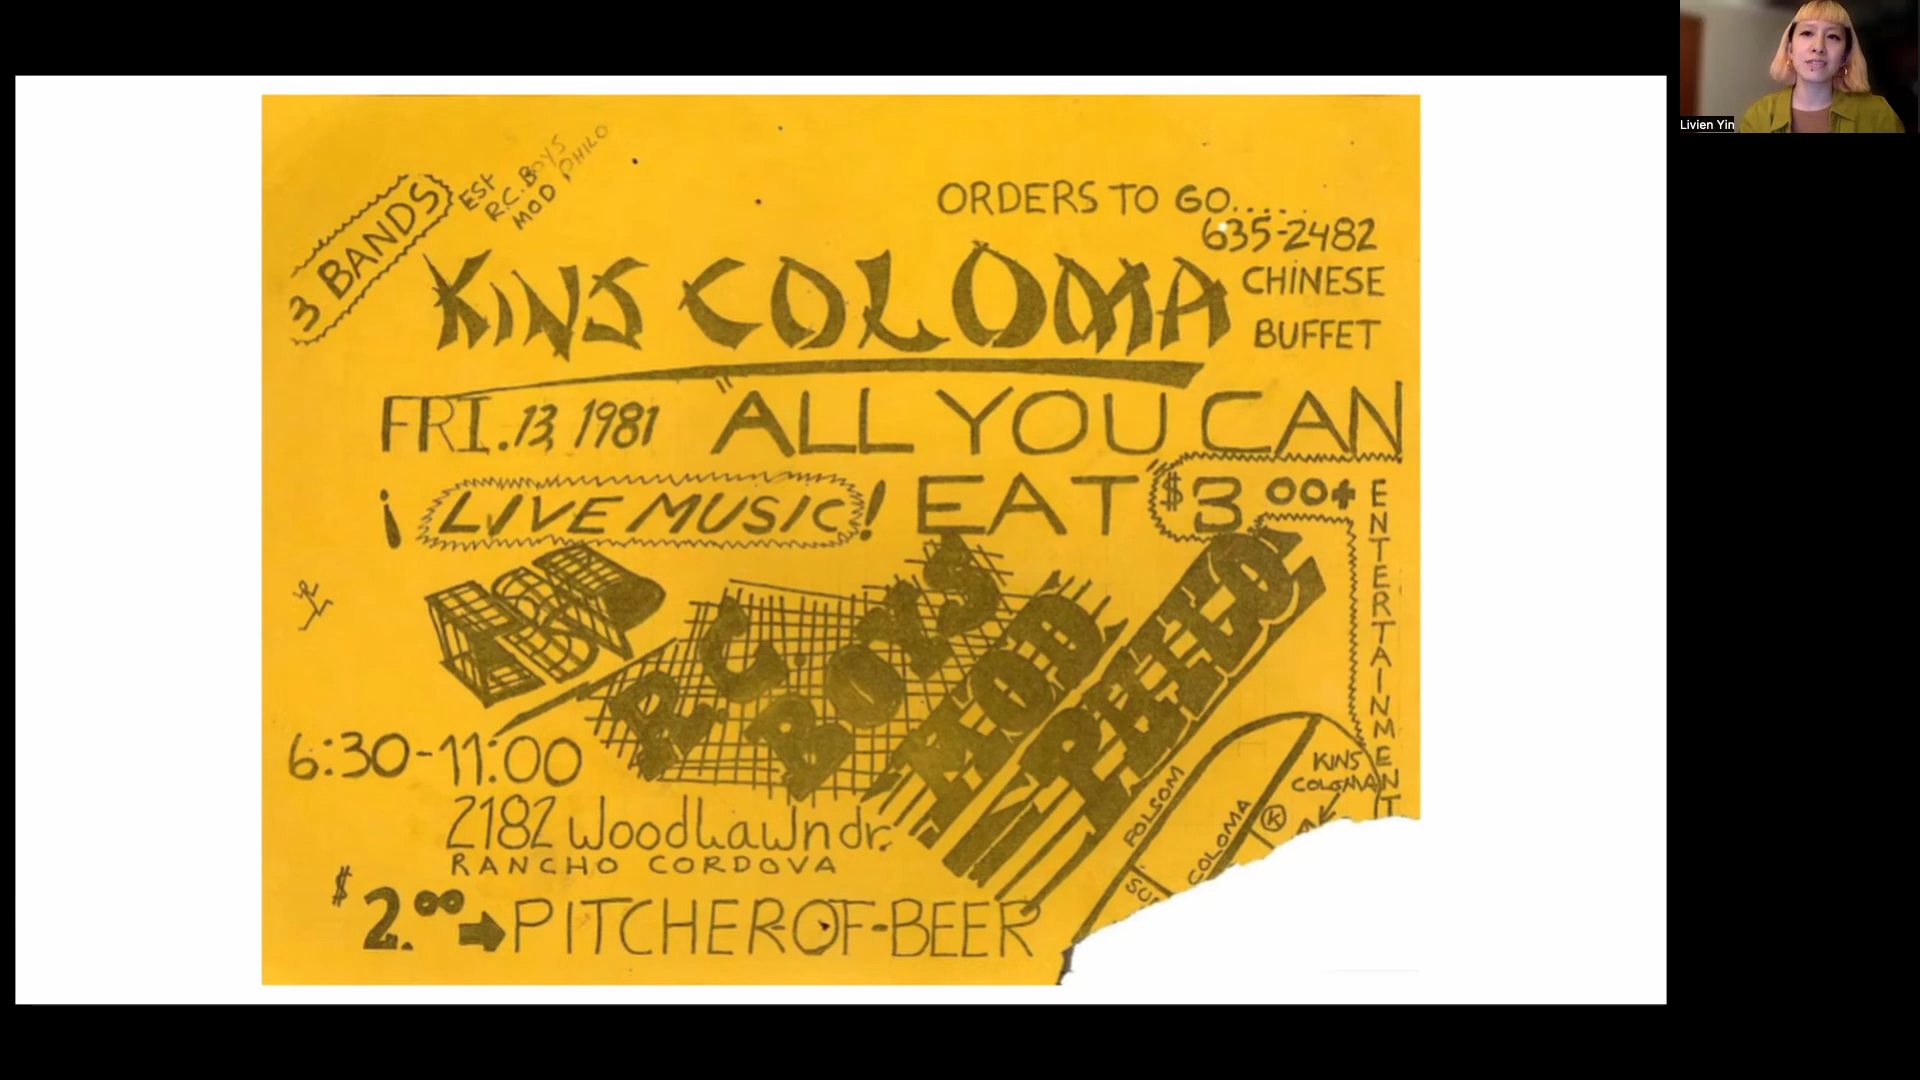 3 BANDS
EST
R.C. BOYS
MOD PHILO
ORDERS TO GO....
635-2482
KINS COLOMA
CHINESE
BUFFET
FRI. 13, 1981
"ALL YOU CAN
EAT"
$3.00+
ENTERTAINMENT
¡LIVE MUSIC!
EST
R.C. BOYS
MOD
PHILO
6:30-11:00
2182 WoodLawn dr.
RANCHO CORDOVA
$2.00 → PITCHER-OF-BEER
FOLSOM
COLOMA
KINS
COLOMA
K
Livien Yin